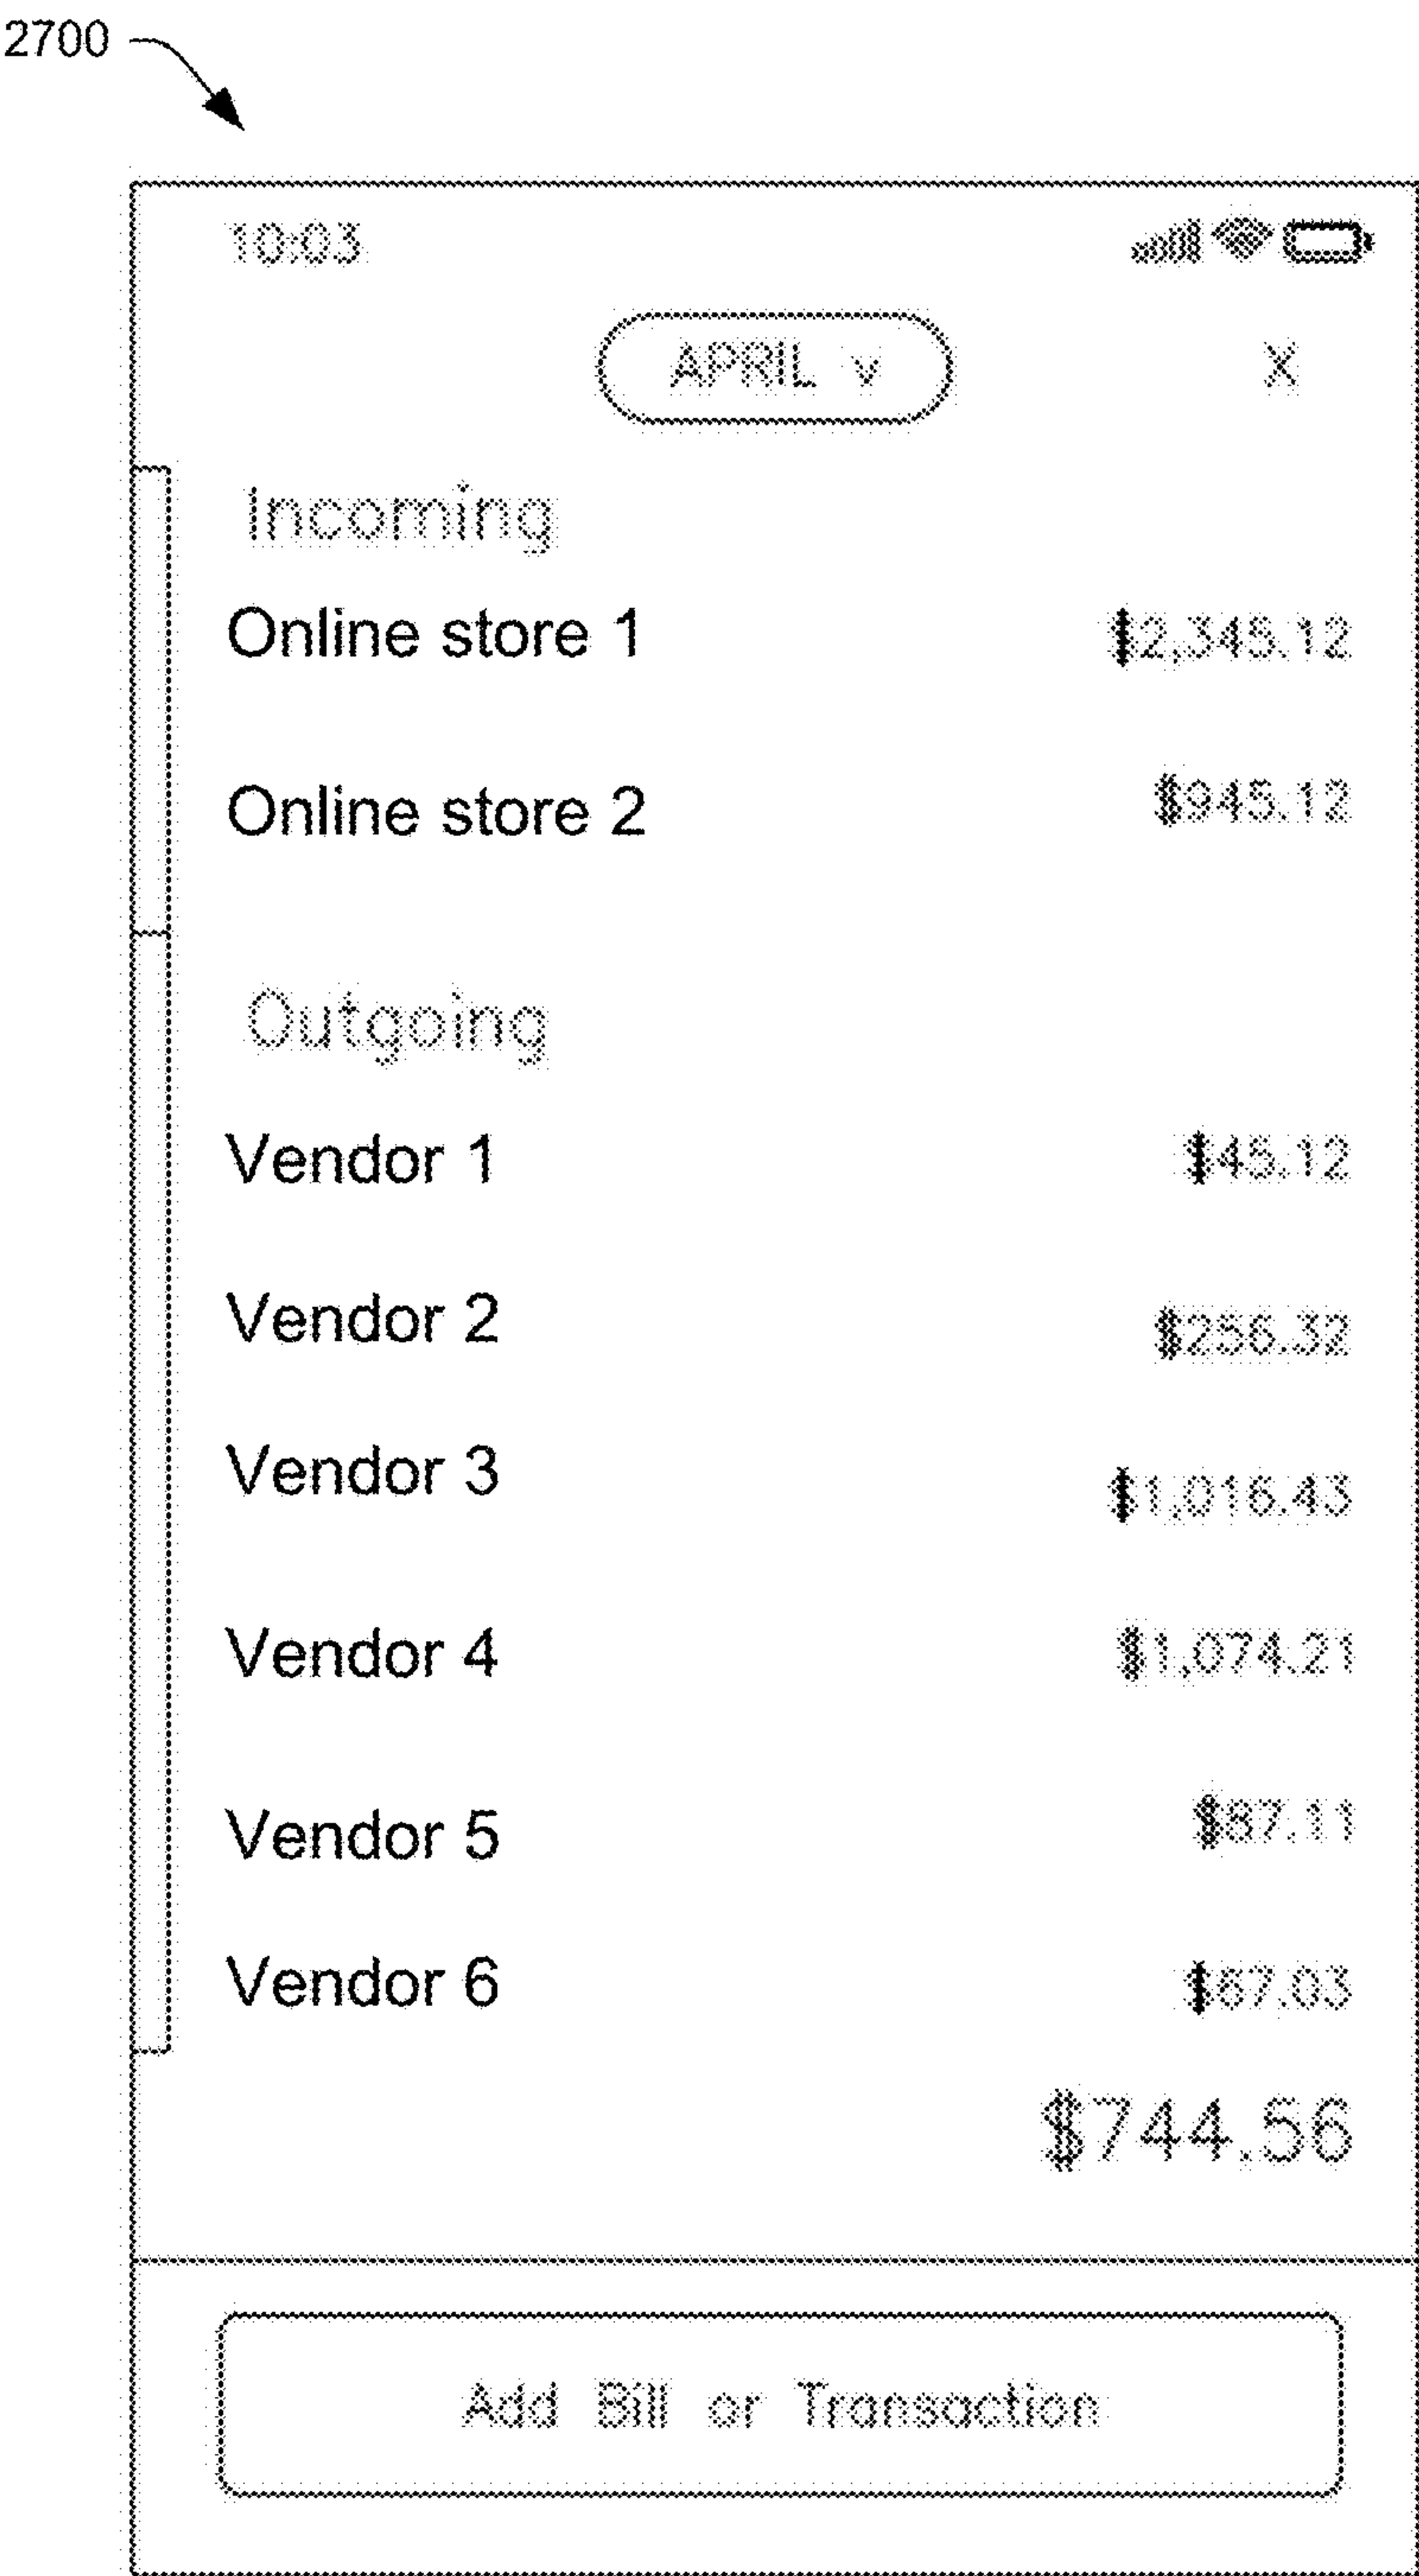 2700
10:03
APRIL v X
Incoming
Online store 1 $2,345.12
Online store 2 $945.12
Outgoing
Vendor 1 $45.12
Vendor 2 $256.32
Vendor 3 $1,016.43
Vendor 4 $1,074.21
Vendor 5 $87.11
Vendor 6 $67.03
$744.56
Add Bill or Transaction